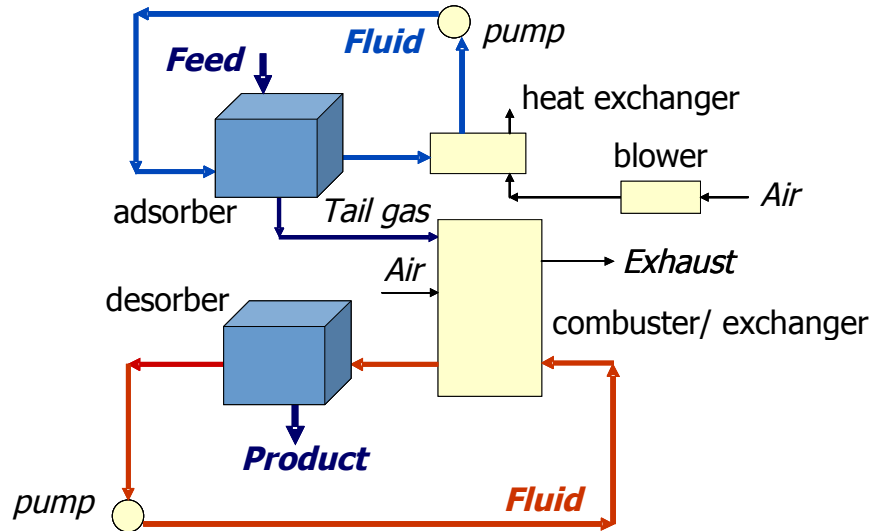 Fluid
pump
Feed
heat exchanger
blower
Air
adsorber
Tail gas
Air
Exhaust
desorber
combuster/ exchanger
Product
pump
Fluid